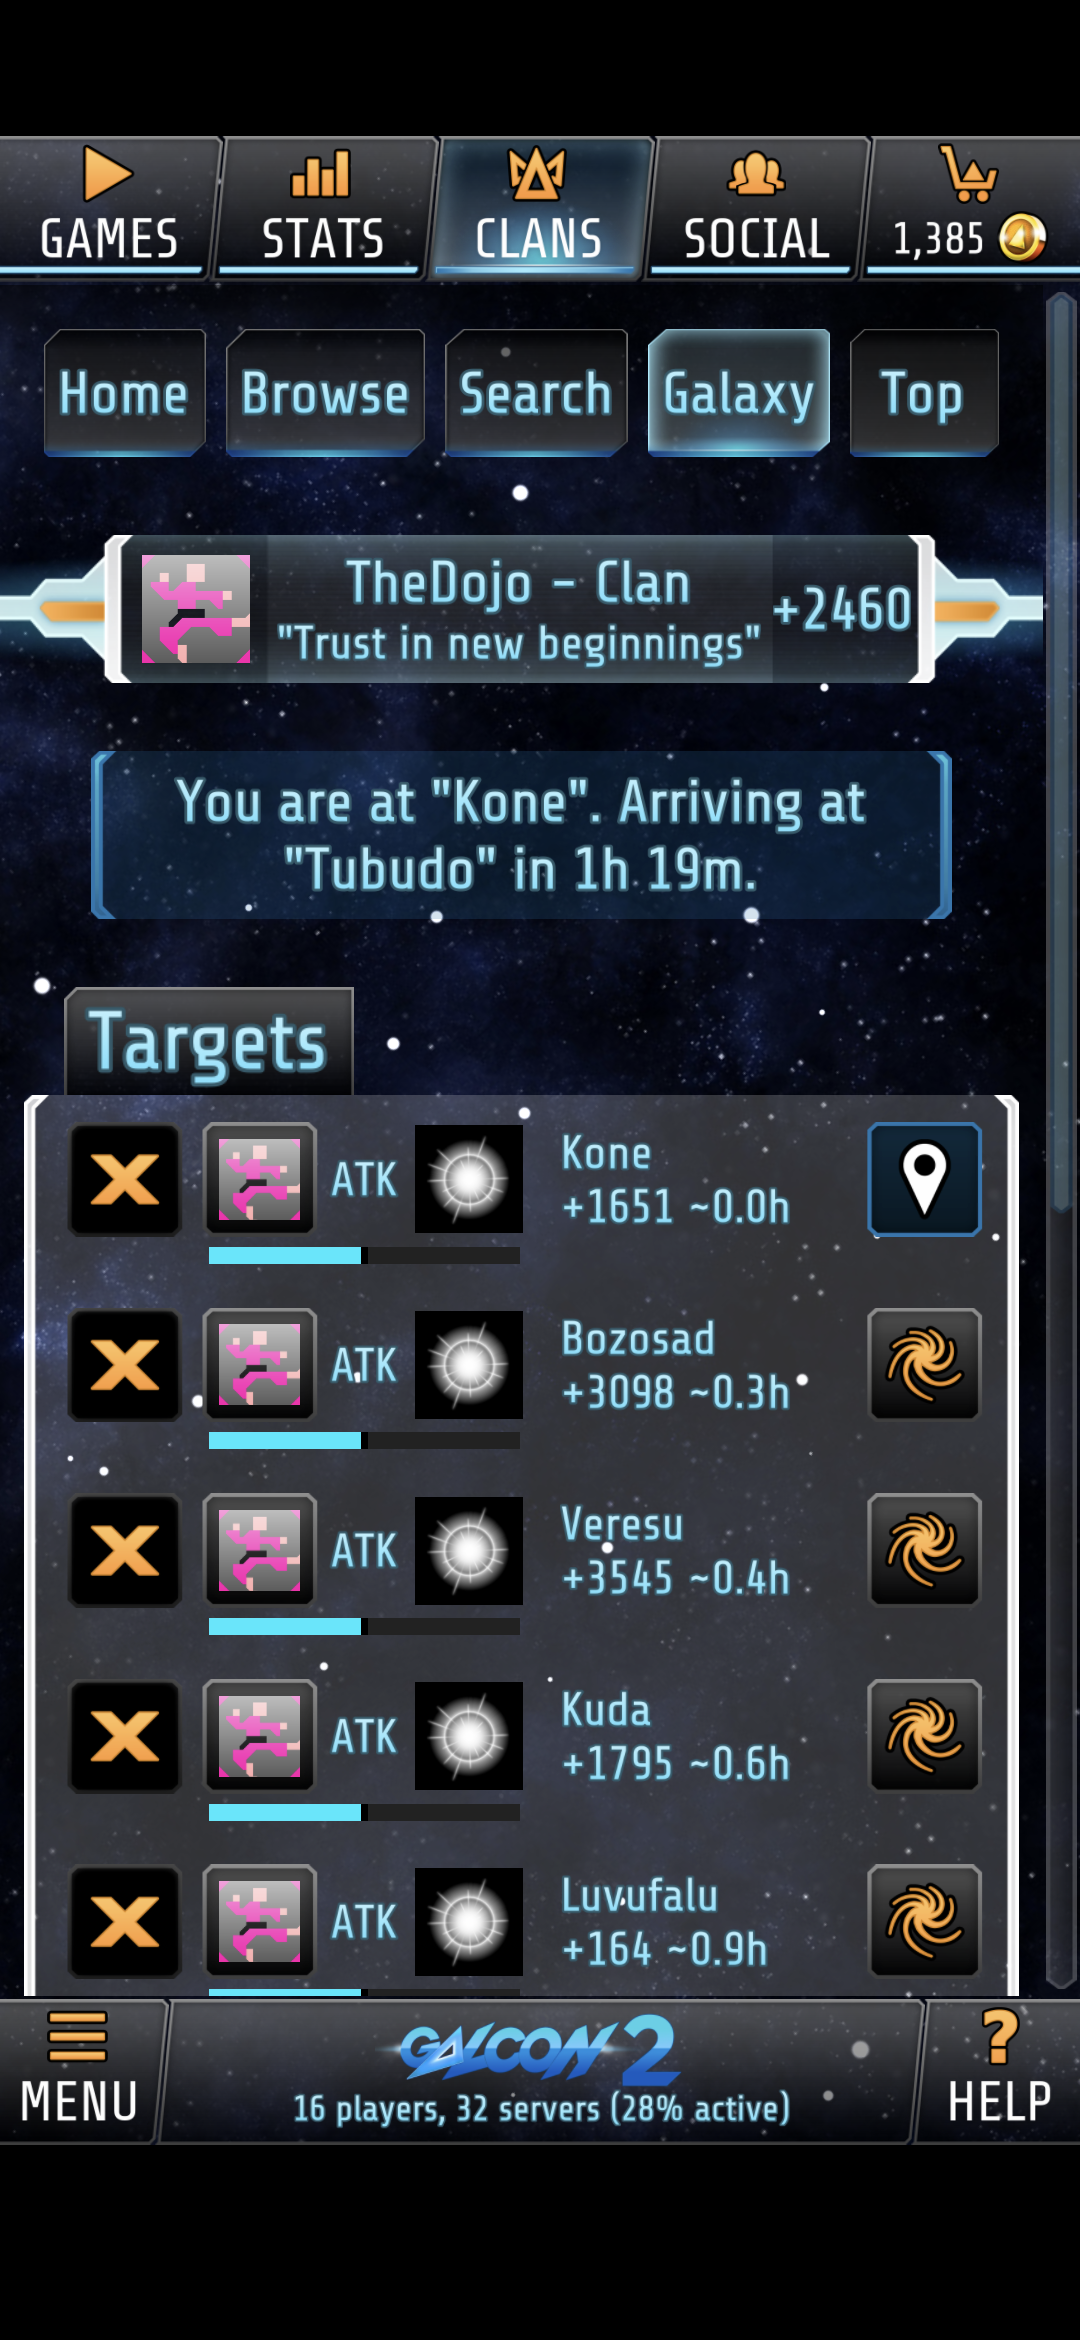 GAMES STATS CLANS SOCIAL 1,385
Home Browse Search Galaxy Top
TheDojo - Clan
"Trust in new beginnings"
+2460
You are at "Kone". Arriving at
"Tubudo" in 1h 19m.
Targets
ATK
Kone
+1651 ~0.0h
ATK
Bozosad
+3098 ~0.3h
ATK
Veresu
+3545 ~0.4h
ATK
Kuda
+1795 ~0.6h
ATK
Luvufalu
+164 ~0.9h
MENU
GALCON 2
16 players, 32 servers (28% active)
? HELP